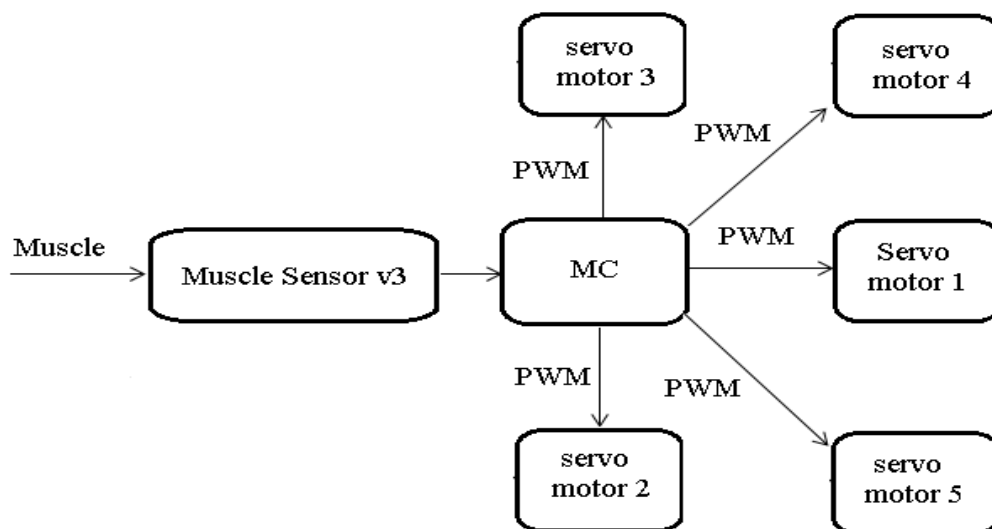 servo
motor 3
servo
motor 4
PWM
PWM
Muscle
Muscle Sensor v3
MC
PWM
Servo
motor 1
PWM
PWM
servo
motor 2
servo
motor 5